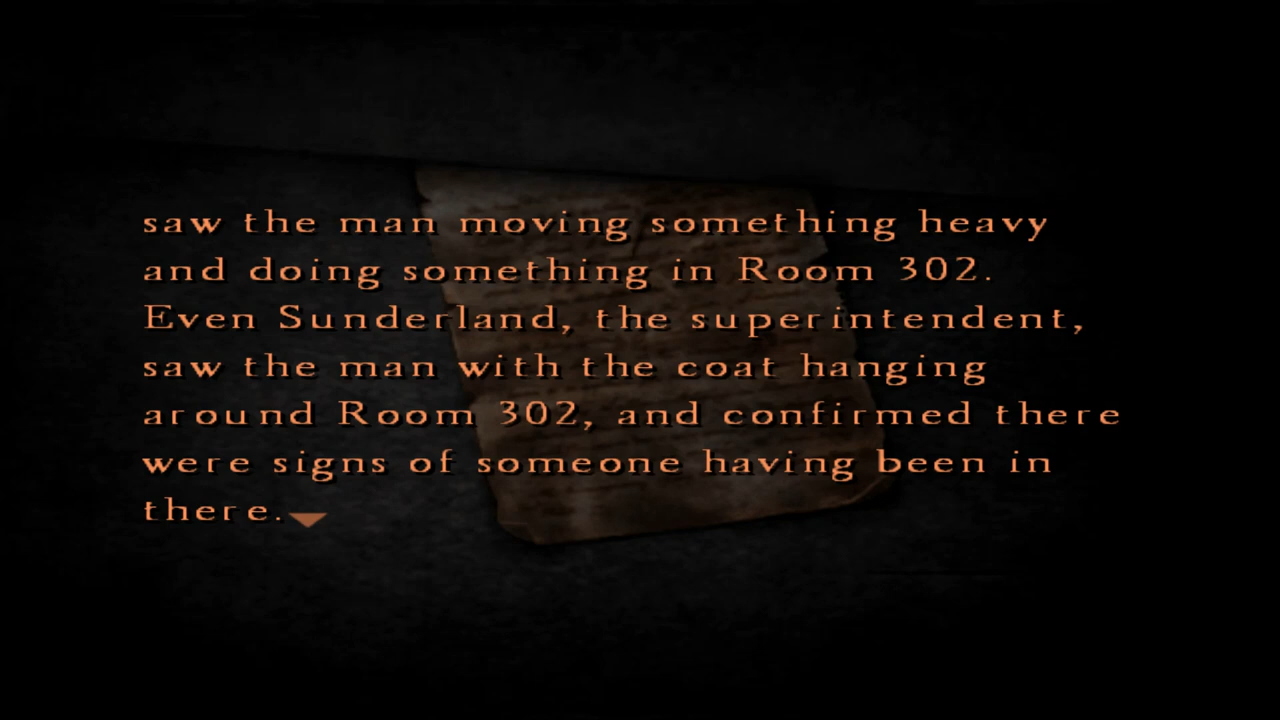 saw the man moving something heavy
and doing something in Room 302.
Even Sunderland, the superintendent,
saw the man with the coat hanging
around Room 302, and confirmed there
were signs of someone having been in
there.